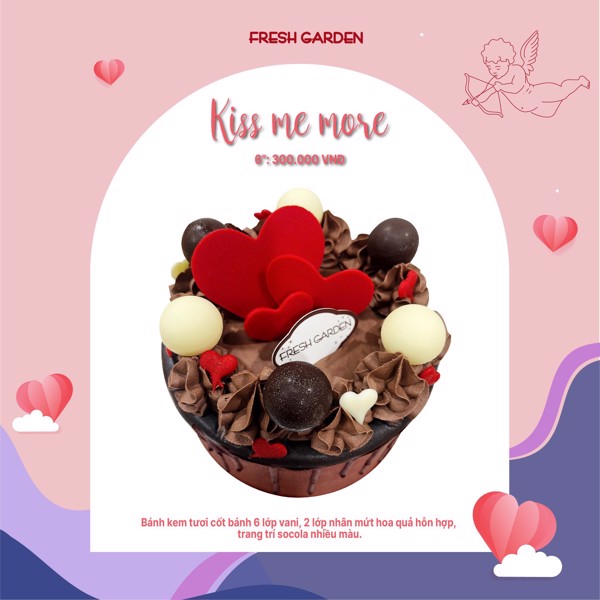 FRESH GARDEN
Kiss me more
6": 300.000 VNĐ
FRESH GARDEN
Bánh kem tươi cốt bánh 6 lớp vani, 2 lớp nhân mứt hoa quả hỗn hợp,
trang trí socola nhiều màu.